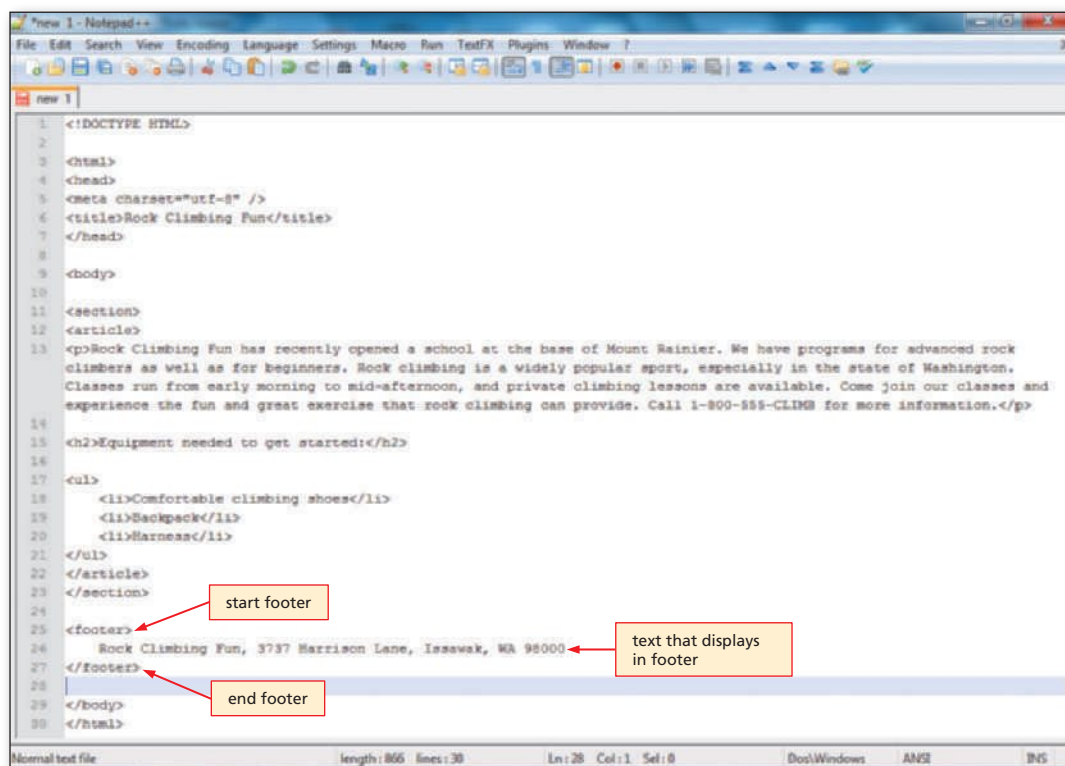 *new 1 - Notepad++
File Edit Search View Encoding Language Settings Macro Run TextFX Plugins Window ?
new 1
1 <!DOCTYPE HTML>
2
3 <html>
4 <head>
5 <meta charset="utf-8" />
6 <title>Rock Climbing Fun</title>
7 </head>
8
9 <body>
10
11 <section>
12 <article>
13 <p>Rock Climbing Fun has recently opened a school at the base of Mount Rainier. We have programs for advanced rock
climbers as well as for beginners. Rock climbing is a widely popular sport, especially in the state of Washington.
Classes run from early morning to mid-afternoon, and private climbing lessons are available. Come join our classes and
experience the fun and great exercise that rock climbing can provide. Call 1-800-555-CLIMB for more information.</p>
14
15 <h2>Equipment needed to get started:</h2>
16
17 <ul>
18 <li>Comfortable climbing shoes</li>
19 <li>Backpack</li>
20 <li>Harness</li>
21 </ul>
22 </article>
23 </section>
24
start footer
25 <footer>
26 Rock Climbing Fun, 3737 Harrison Lane, Issawak, WA 98000
text that displays
in footer
27 </footer>
28
end footer
29 </body>
30 </html>
Normal text file length : 866 lines : 30 Ln : 28 Col : 1 Sel : 0 Dos\Windows ANSI INS